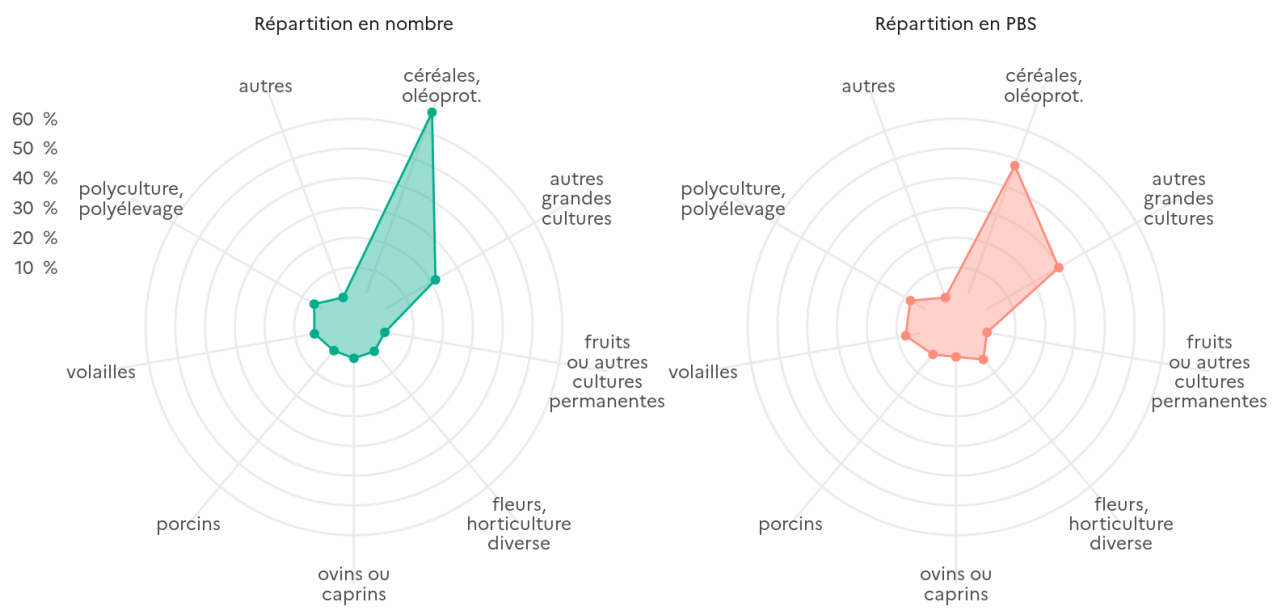 Répartition en nombre
autres
céréales,
oléoprot.
60 %
50 %
40 %
30 %
20 %
10 %
polyculture,
polyélevage
autres
grandes
cultures
volailles
fruits
ou autres
cultures
permanentes
porcins
fleurs,
horticulture
diverse
ovins ou
caprins
Répartition en PBS
autres
céréales,
oléoprot.
polyculture,
polyélevage
autres
grandes
cultures
volailles
fruits
ou autres
cultures
permanentes
porcins
fleurs,
horticulture
diverse
ovins ou
caprins